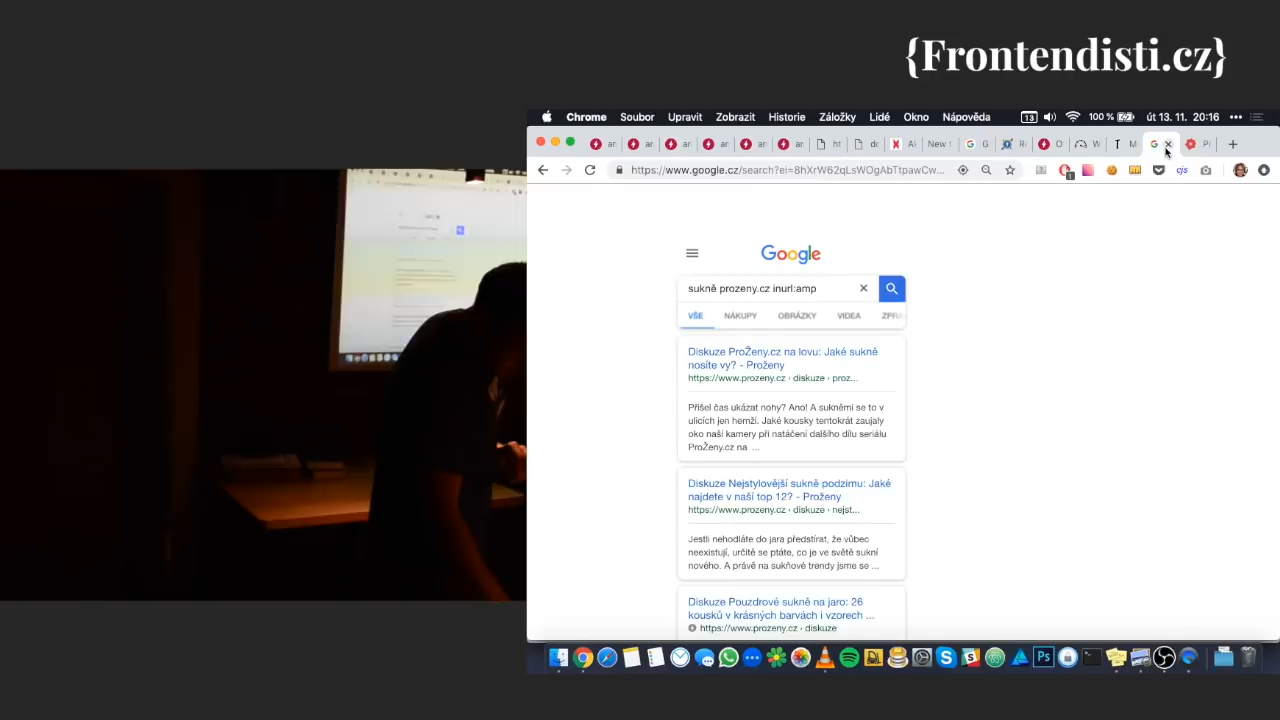 {Frontendisti.cz}
Chrome Soubor Upravit Zobrazit Historie Záložky Lidé Okno Nápověda 13 100 % út 13. 11. 20:16
https://www.google.cz/search?ei=8hXrW62qLsWOgAbTtpawCw...
Google
sukně prozeny.cz inurl:amp
VŠE NÁKUPY OBRÁZKY VIDEA ZPRÁ
Diskuze ProŽeny.cz na lovu: Jaké sukně
nosíte vy? - Proženy
https://www.prozeny.cz › diskuze › proz...
Přišel čas ukázat nohy? Ano! A sukněmi se to v
ulicích jen hemží. Jaké kousky tentokrát zaujaly
oko naší kamery při natáčení dalšího dílu seriálu
ProŽeny.cz na ...
Diskuze Nejstylovější sukně podzimu: Jaké
najdete v naší top 12? - Proženy
https://www.prozeny.cz › diskuze › nejst...
Jestli nehodláte do jara předstírat, že vůbec
neexistují, určitě se ptáte, co je ve světě sukní
nového. A právě na sukňové trendy jsme se ...
Diskuze Pouzdrové sukně na jaro: 26
kousků v krásných barvách i vzorech ...
https://www.prozeny.cz › diskuze